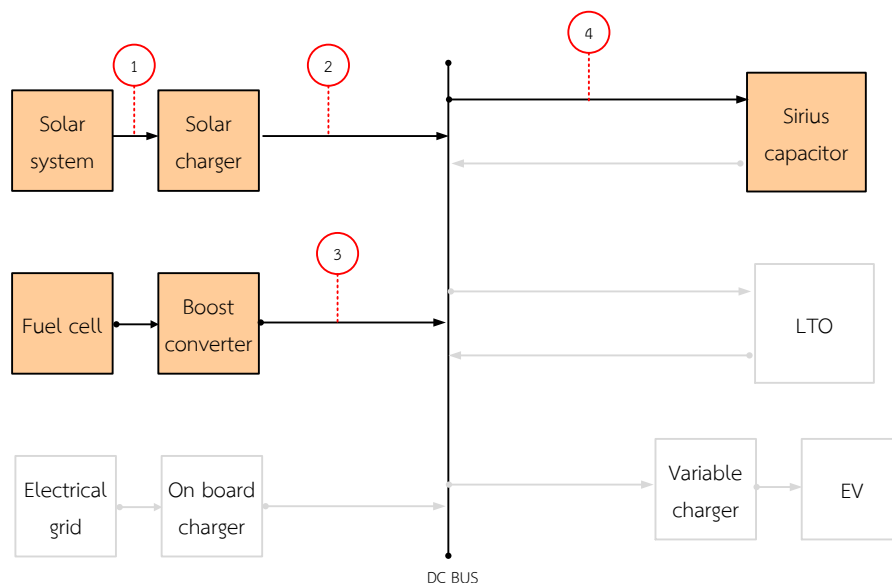 4
1
2
Solar
system
Solar
charger
Sirius
capacitor
3
Fuel cell
Boost
converter
LTO
Electrical
grid
On board
charger
Variable
charger
EV
DC BUS